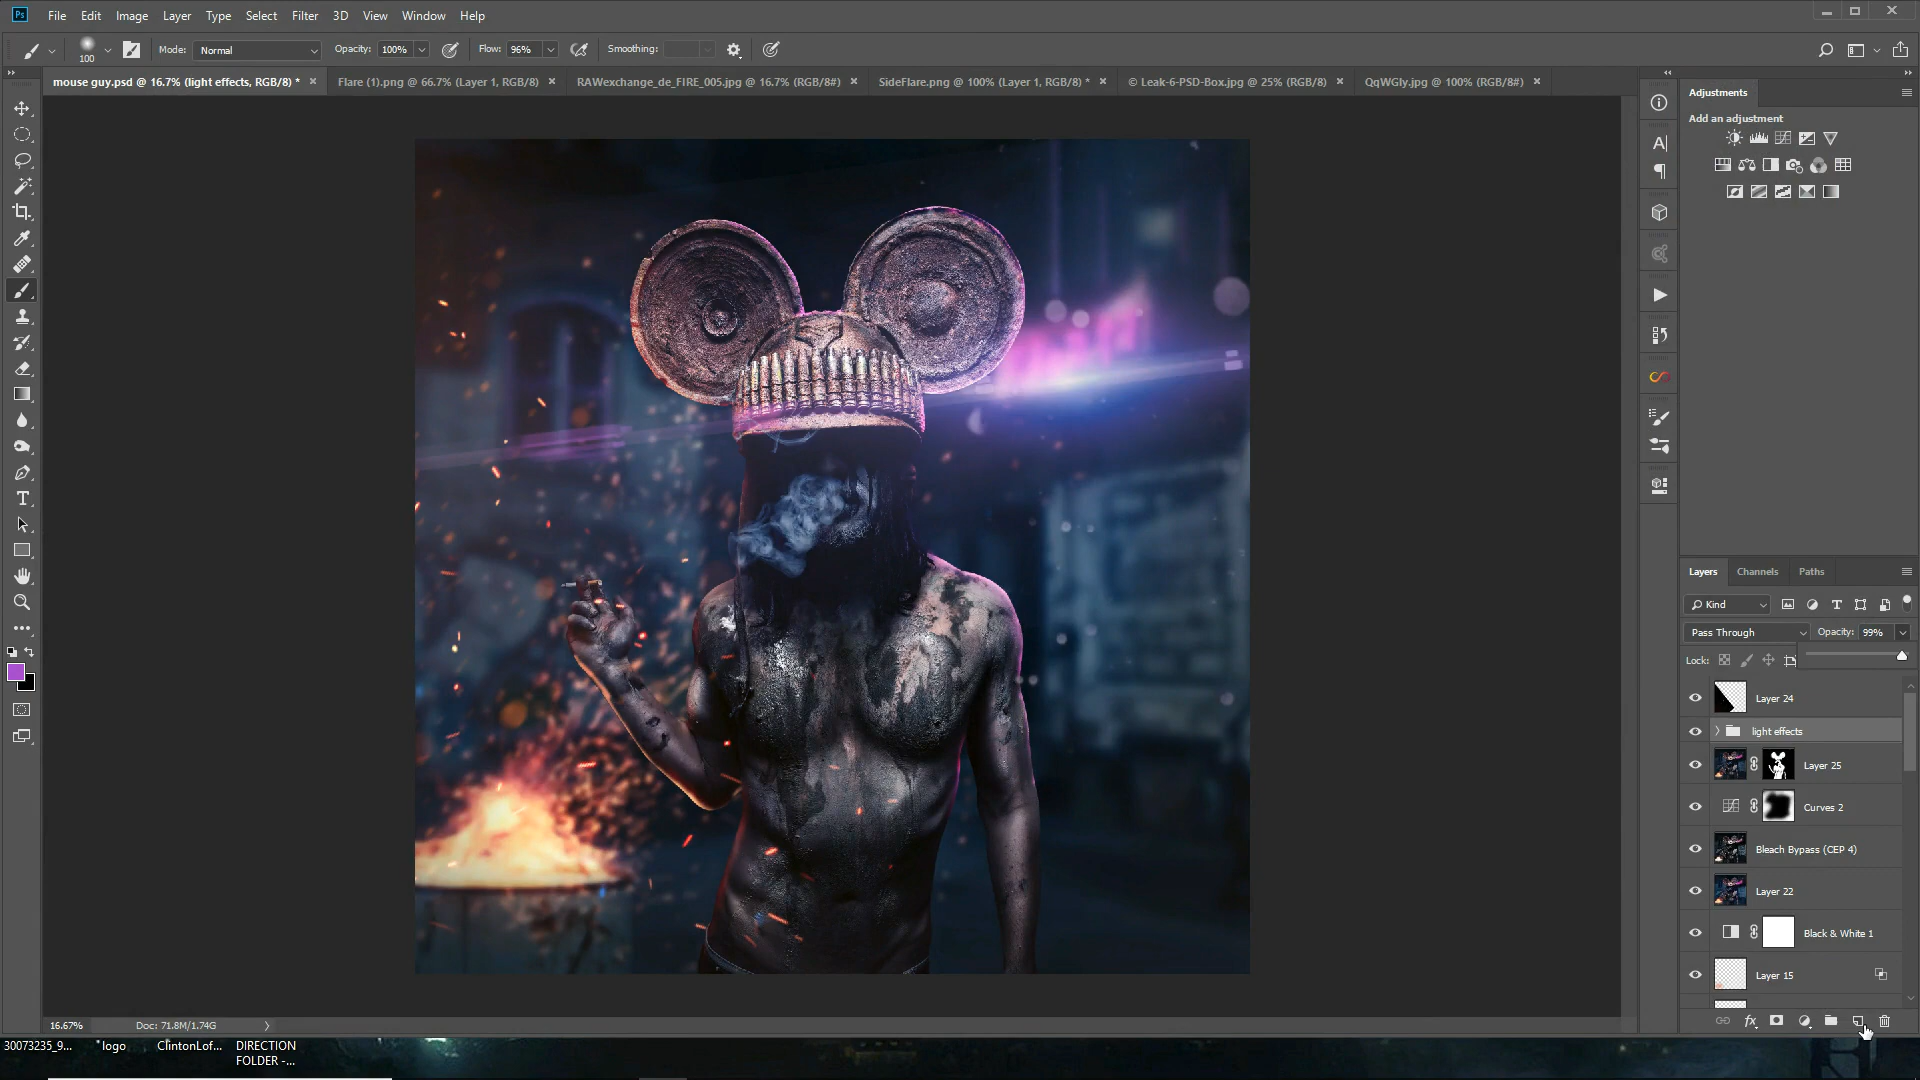 Ps File Edit Image Layer Type Select Filter 3D View Window Help
100 Mode: Normal Opacity: 100% Flow: 96% Smoothing:
mouse guy.psd @ 16.7% (light effects, RGB/8) * × Flare (1).png @ 66.7% (Layer 1, RGB/8) × RAWexchange_de_FIRE_005.jpg @ 16.7% (RGB/8#) × SideFlare.png @ 100% (Layer 1, RGB/8) * × © Leak-6-PSD-Box.jpg @ 25% (RGB/8) × QqWGly.jpg @ 100% (RGB/8#) ×
Adjustments
Add an adjustment
Layers Channels Paths
Kind
Pass Through Opacity: 99%
Lock:
Layer 24
light effects
Layer 25
Curves 2
Bleach Bypass (CEP 4)
Layer 22
Black & White 1
Layer 15
16.67% Doc: 71.8M/1.74G
30073235_9... *logo ClintonLof... DIRECTION
FOLDER -...